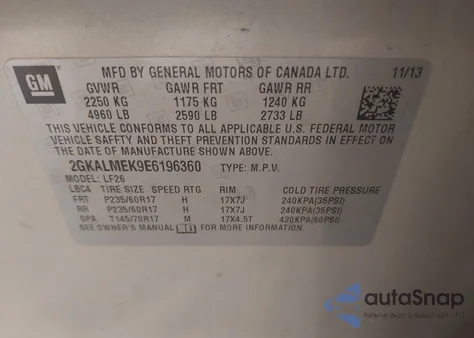 GM
MFD BY GENERAL MOTORS OF CANADA LTD. 11/13
GVWR GAWR FRT GAWR RR
2250 KG 1175 KG 1240 KG
4960 LB 2590 LB 2733 LB
THIS VEHICLE CONFORMS TO ALL APPLICABLE U.S. FEDERAL MOTOR
VEHICLE SAFETY AND THEFT PREVENTION STANDARDS IN EFFECT ON
THE DATE OF MANUFACTURE SHOWN ABOVE.
2GKALMEK9E6196360 TYPE: M.P.V.
MODEL: LF26
LBC4 TIRE SIZE SPEED RTG RIM COLD TIRE PRESSURE
FRT P235/60R17 H 17X7J 240KPA(35PSI)
RR P235/60R17 H 17X7J 240KPA(35PSI)
SPA T145/70R17 M 17X4.5T 420KPA(60PSI)
SEE OWNER'S MANUAL FOR MORE INFORMATION
autoSnap